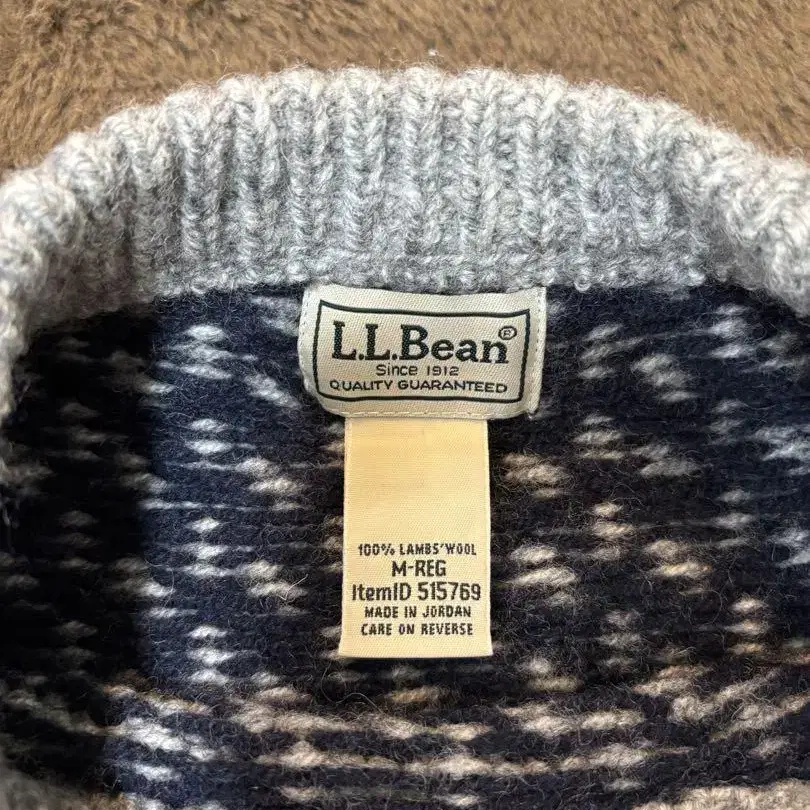 L.L.Bean®
Since 1912
QUALITY GUARANTEED
100% LAMBS' WOOL
M-REG
ItemID 515769
MADE IN JORDAN
CARE ON REVERSE